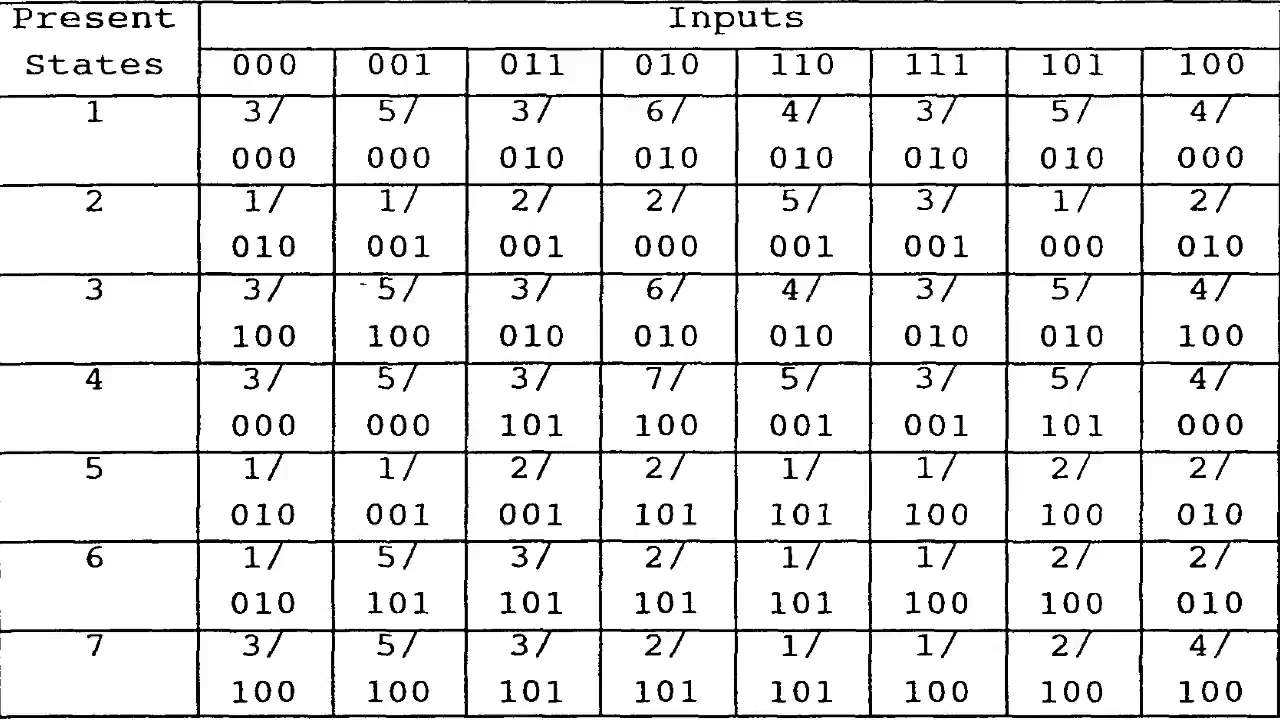 Present Inputs
States 000 001 011 010 110 111 101 100
1 3/ 5/ 3/ 6/ 4/ 3/ 5/ 4/
000 000 010 010 010 010 010 000
2 1/ 1/ 2/ 2/ 5/ 3/ 1/ 2/
010 001 001 000 001 001 000 010
3 3/ 5/ 3/ 6/ 4/ 3/ 5/ 4/
100 100 010 010 010 010 010 100
4 3/ 5/ 3/ 7/ 5/ 3/ 5/ 4/
000 000 101 100 001 001 101 000
5 1/ 1/ 2/ 2/ 1/ 1/ 2/ 2/
010 001 001 101 101 100 100 010
6 1/ 5/ 3/ 2/ 1/ 1/ 2/ 2/
010 101 101 101 101 100 100 010
7 3/ 5/ 3/ 2/ 1/ 1/ 2/ 4/
100 100 101 101 101 100 100 100